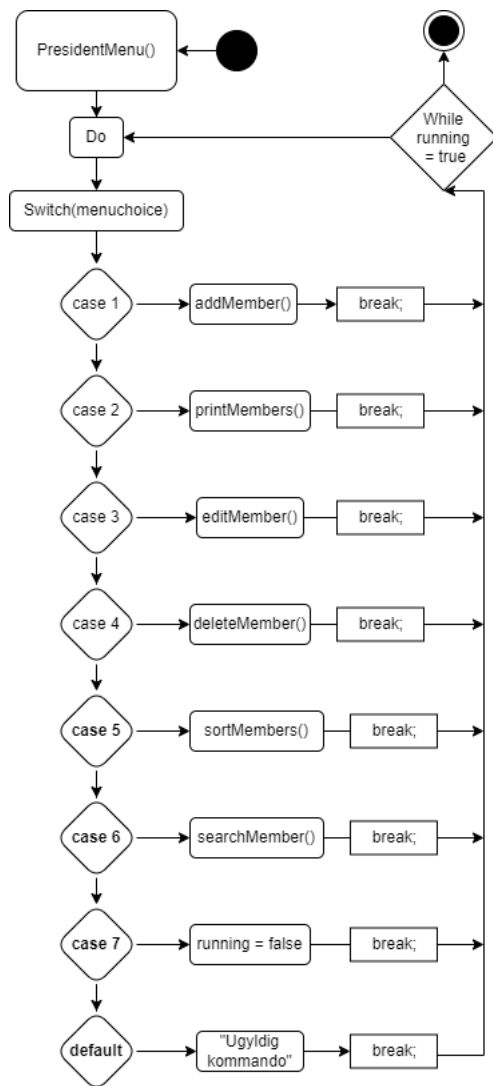 PresidentMenu()
Do
While
running
= true
Switch(menuchoice)
case 1
addMember()
break;
case 2
printMembers()
break;
case 3
editMember()
break;
case 4
deleteMember()
break;
case 5
sortMembers()
break;
case 6
searchMember()
break;
case 7
running = false
break;
default
"Ugyldig
kommando"
break;